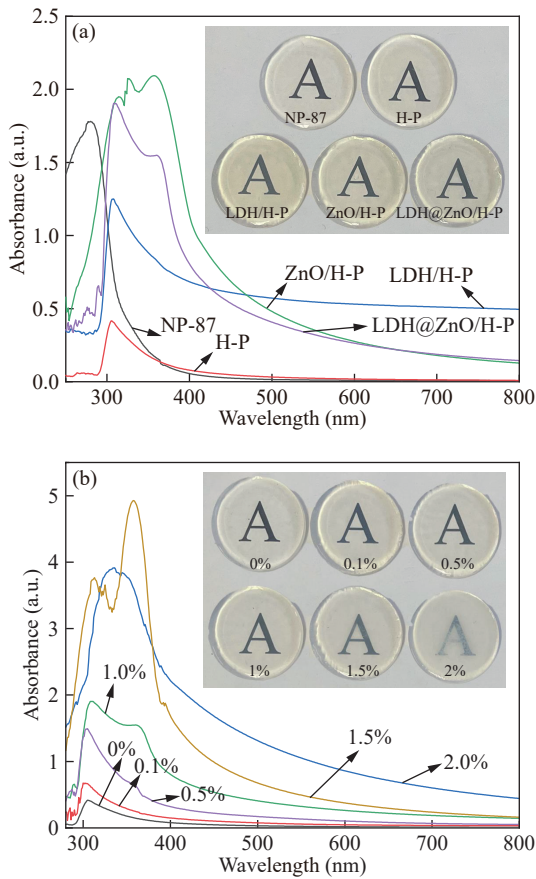 (a)
2.5
2.0
1.5
1.0
0.5
0.0
Absorbance (a.u.)
A A
NP-87 H-P
A A A
LDH/H-P ZnO/H-P LDH@ZnO/H-P
ZnO/H-P LDH/H-P
NP-87 LDH@ZnO/H-P
H-P
300 400 500 600 700 800
Wavelength (nm)
(b)
5
4
3
2
1
0
Absorbance (a.u.)
A A A
0% 0.1% 0.5%
A A A
1% 1.5% 2%
1.0%
0% 0.1% 0.5% 1.5% 2.0%
300 400 500 600 700 800
Wavelength (nm)